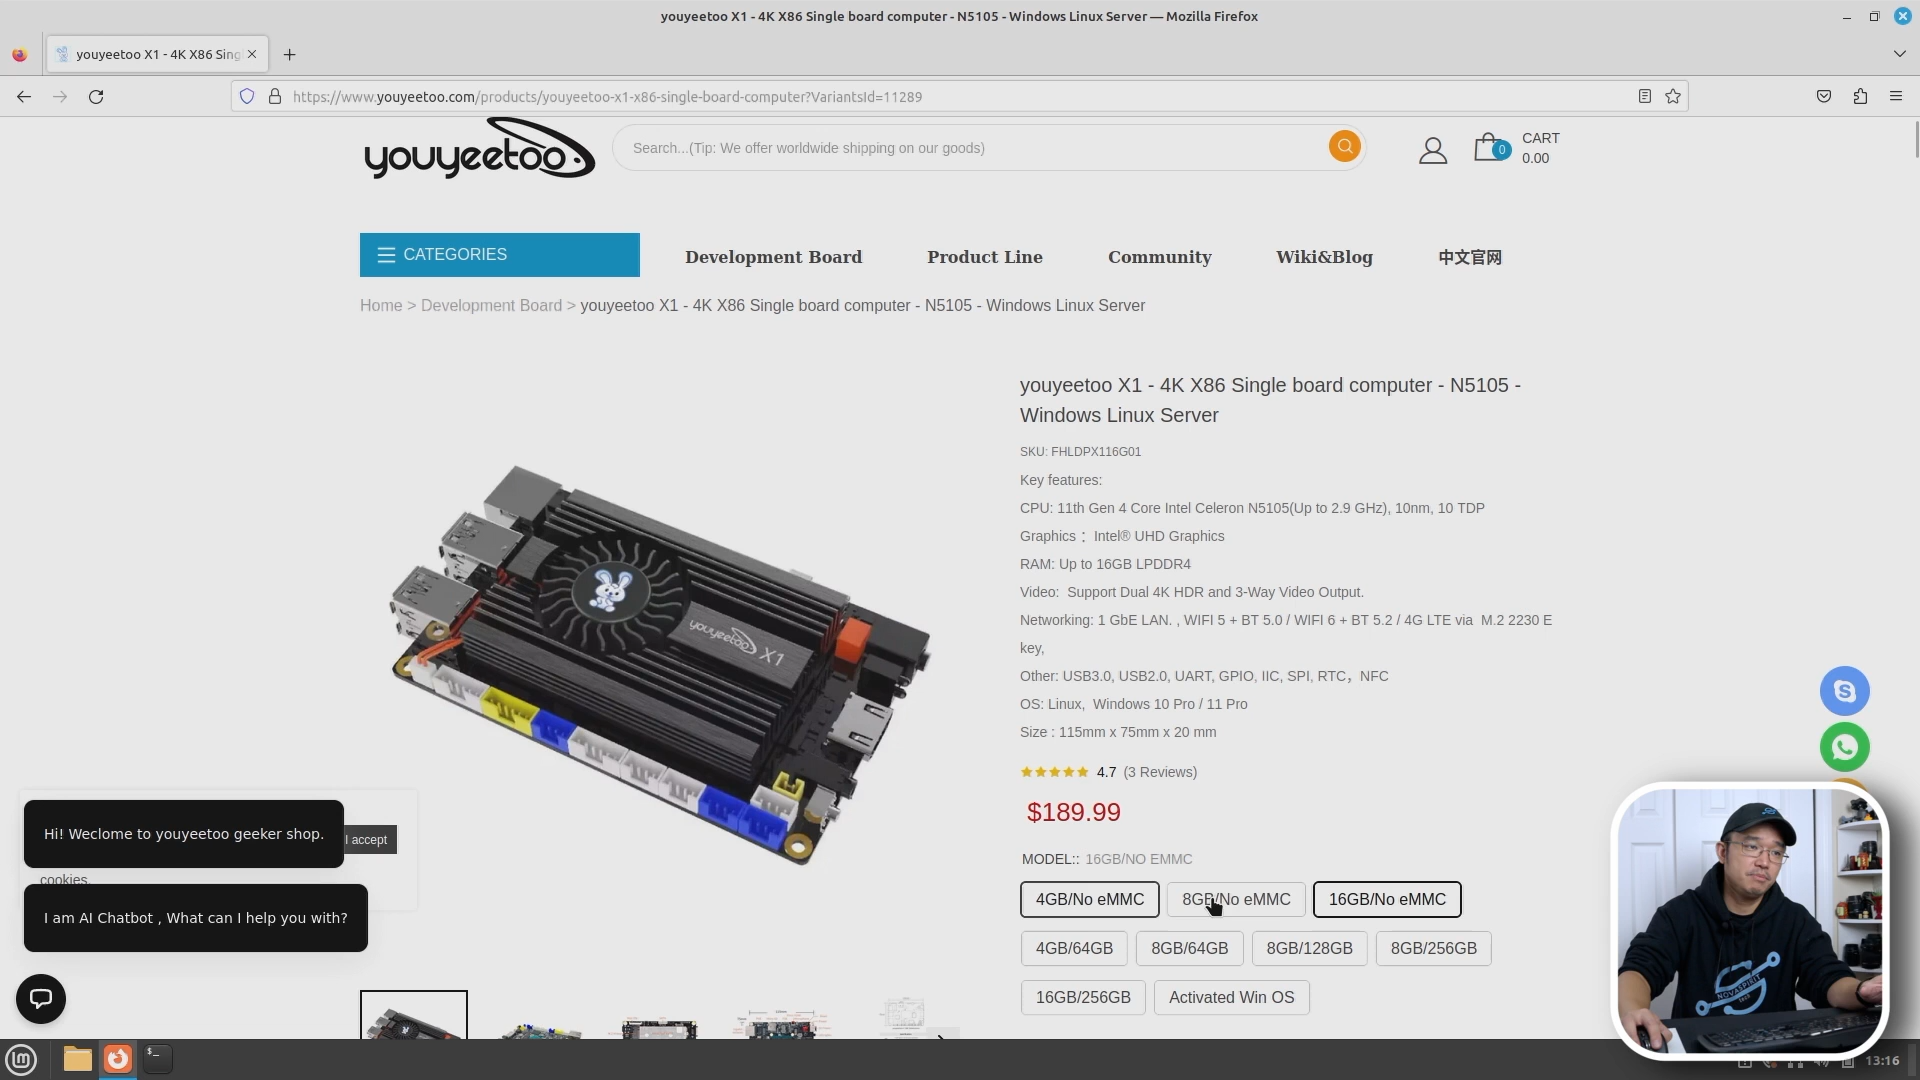 youyeetoo X1 - 4K X86 Single board computer - N5105 - Windows Linux Server — Mozilla Firefox
youyeetoo X1 - 4K X86 Sing
https://www.youyeetoo.com/products/youyeetoo-x1-x86-single-board-computer?VariantsId=11289
youyeetoo
Search...(Tip: We offer worldwide shipping on our goods)
0
CART
0.00
CATEGORIES
Development Board
Product Line
Community
Wiki&Blog
中文官网
Home > Development Board > youyeetoo X1 - 4K X86 Single board computer - N5105 - Windows Linux Server
youyeetoo X1 - 4K X86 Single board computer - N5105 -
Windows Linux Server
SKU: FHLDPX116G01
Key features:
CPU: 11th Gen 4 Core Intel Celeron N5105(Up to 2.9 GHz), 10nm, 10 TDP
Graphics： Intel® UHD Graphics
RAM: Up to 16GB LPDDR4
Video:  Support Dual 4K HDR and 3-Way Video Output.
Networking: 1 GbE LAN. , WIFI 5 + BT 5.0 / WIFI 6 + BT 5.2 / 4G LTE via  M.2 2230 E
key,
Other: USB3.0, USB2.0, UART, GPIO, IIC, SPI, RTC，NFC
OS: Linux,  Windows 10 Pro / 11 Pro
Size : 115mm x 75mm x 20 mm
4.7 (3 Reviews)
$189.99
MODEL:: 16GB/NO EMMC
4GB/No eMMC
8GB/No eMMC
16GB/No eMMC
4GB/64GB
8GB/64GB
8GB/128GB
8GB/256GB
16GB/256GB
Activated Win OS
youyeetoo X1
Hi! Weclome to youyeetoo geeker shop.
I accept
cookies.
I am AI Chatbot , What can I help you with?
NOVASPIRIT
13:16